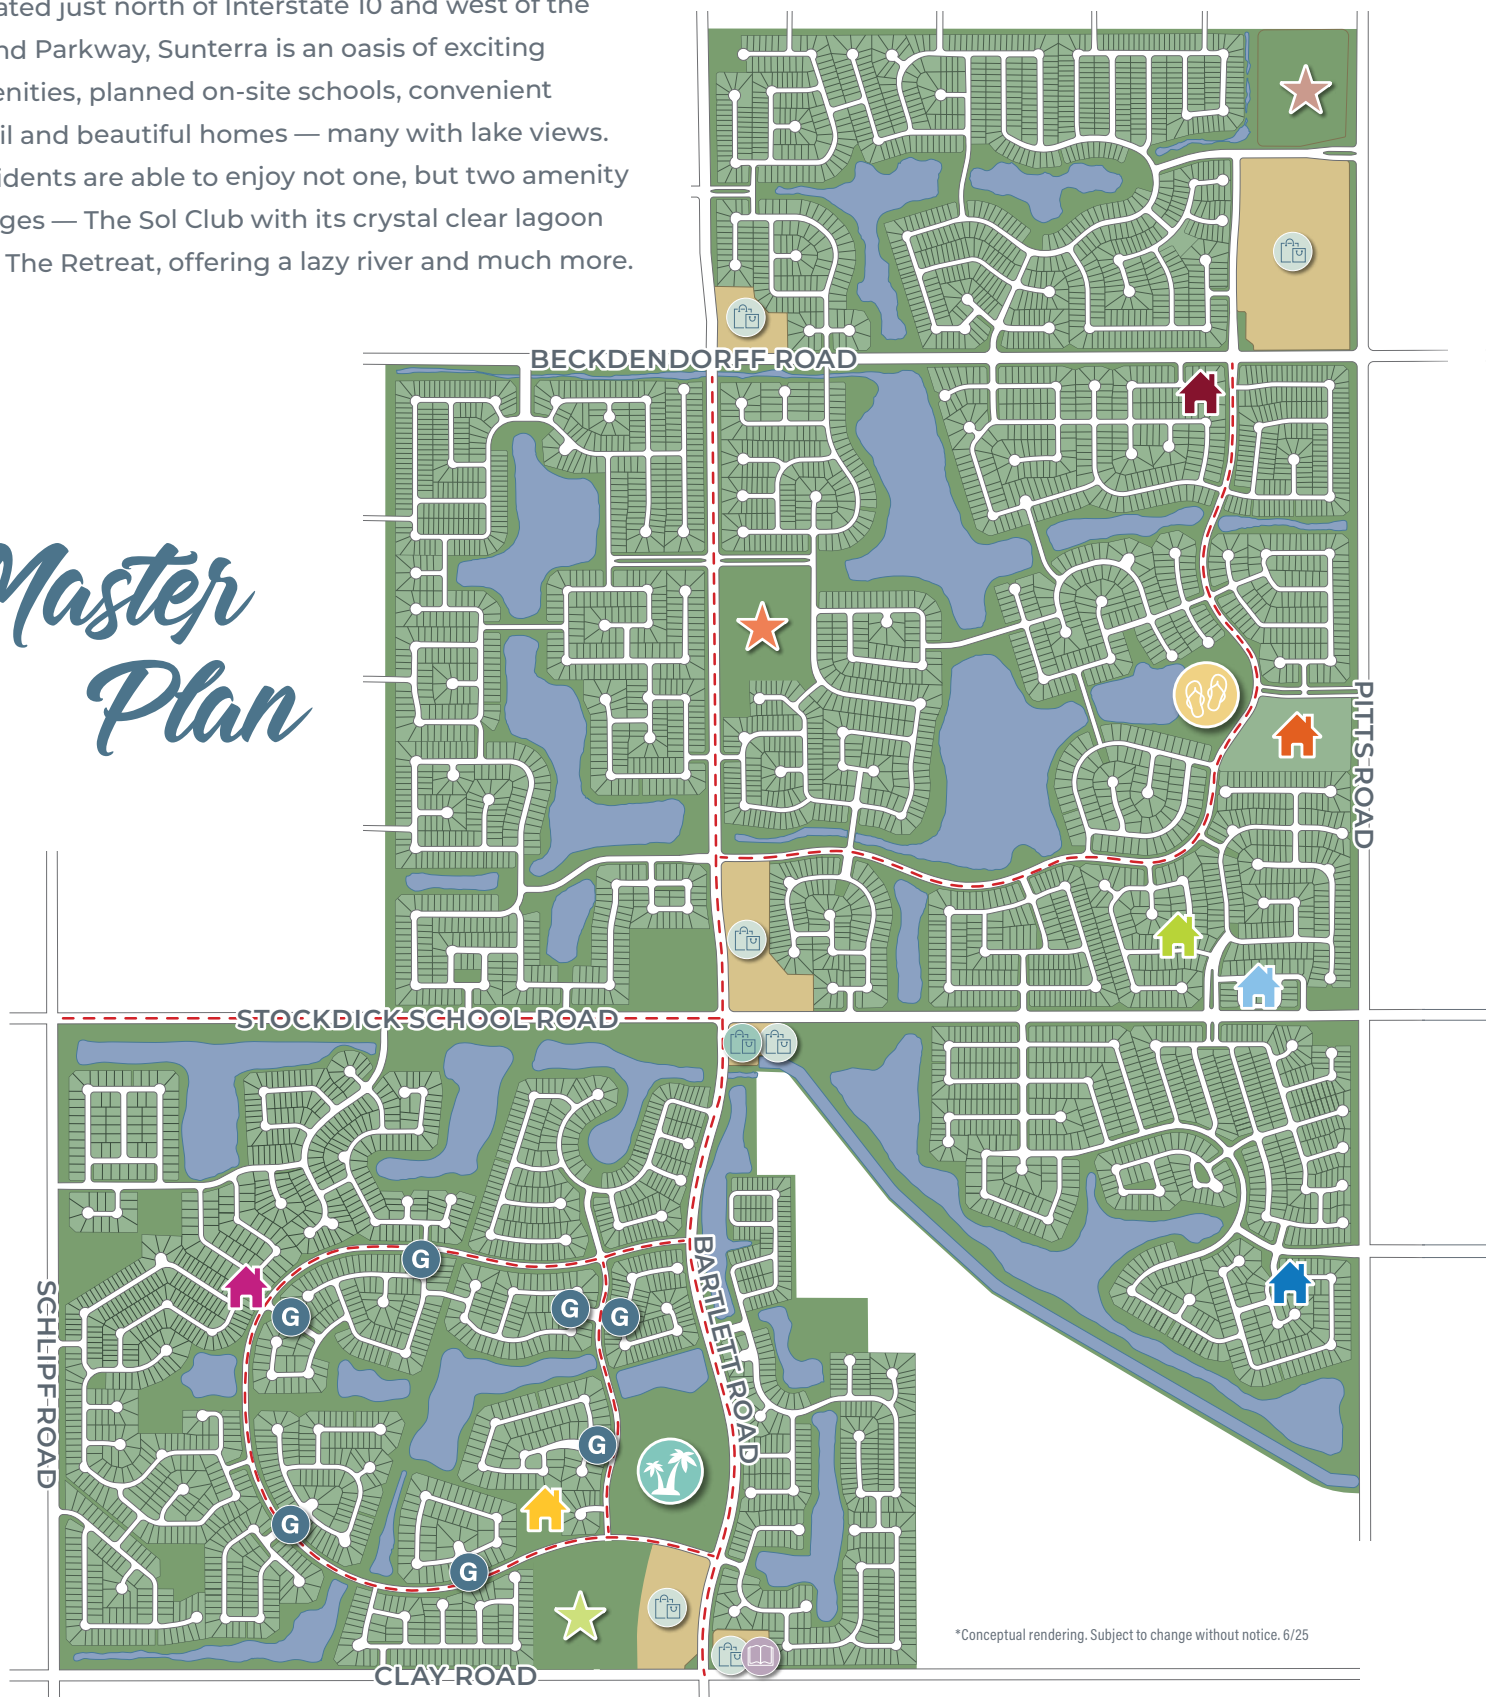 ated just north of Interstate 10 and west of the
nd Parkway, Sunterra is an oasis of exciting
enities, planned on-site schools, convenient
il and beautiful homes — many with lake views.
idents are able to enjoy not one, but two amenity
ges — The Sol Club with its crystal clear lagoon
The Retreat, offering a lazy river and much more.
BECKDENDORFF ROAD
Master
Plan
PITTS ROAD
STOCKDICK SCHOOL ROAD
BARTLETT ROAD
SCHLIPF ROAD
G
G
G
G
G
G
G
*Conceptual rendering. Subject to change without notice. 6/25
CLAY ROAD